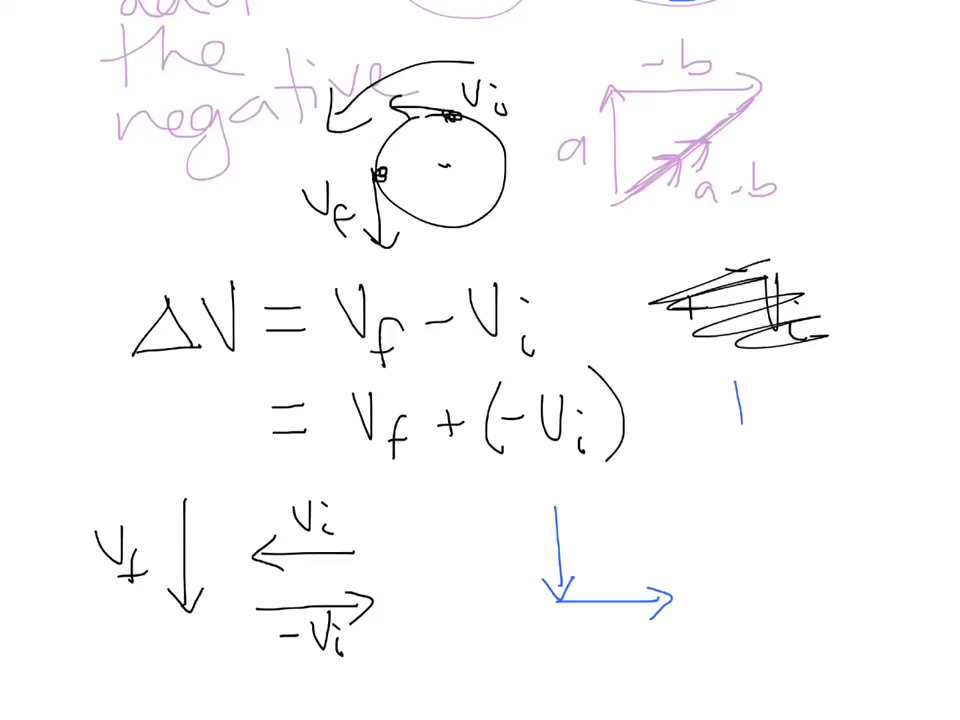 the
negative
Vi
Vf
-b
a
a-b
ΔV = Vf - Vi
= Vf + (-Vi)
Vf
Vi
-Vi